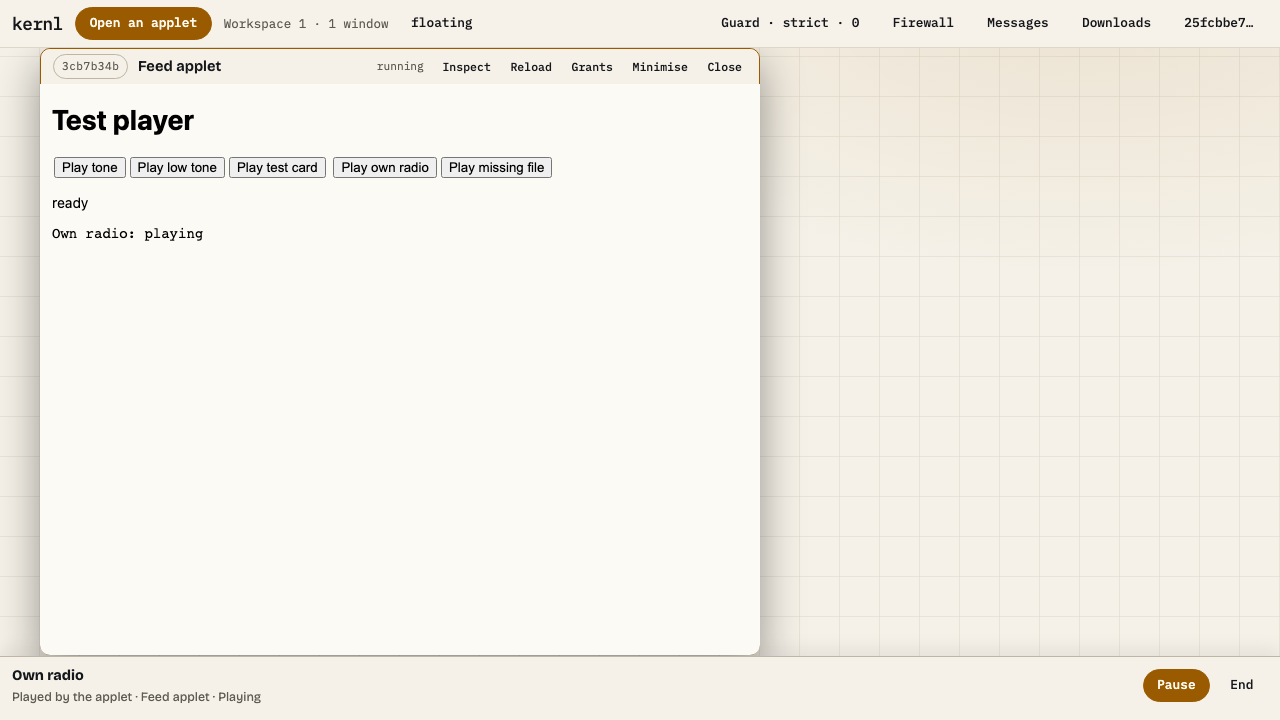 kernl Open an applet Workspace 1 · 1 window floating Guard · strict · 0 Firewall Messages Downloads 25fcbbe7…
3cb7b34b Feed applet running Inspect Reload Grants Minimise Close
Test player
Play tone Play low tone Play test card Play own radio Play missing file
ready
Own radio: playing
Own radio
Played by the applet · Feed applet · Playing
Pause End